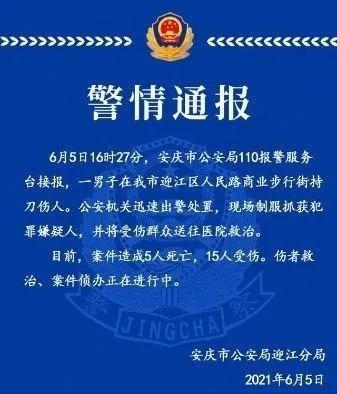 警情通报
6月5日16时27分，安庆市公安局110报警服务
台接报，一男子在我市迎江区人民路商业步行街持
刀伤人。公安机关迅速出警处置，现场制服抓获犯
罪嫌疑人，并将受伤群众送往医院救治。
目前，案件造成5人死亡，15人受伤。伤者救
治、案件侦办正在进行中。
警 察
JINGCHA
安庆市公安局迎江分局
2021年6月5日